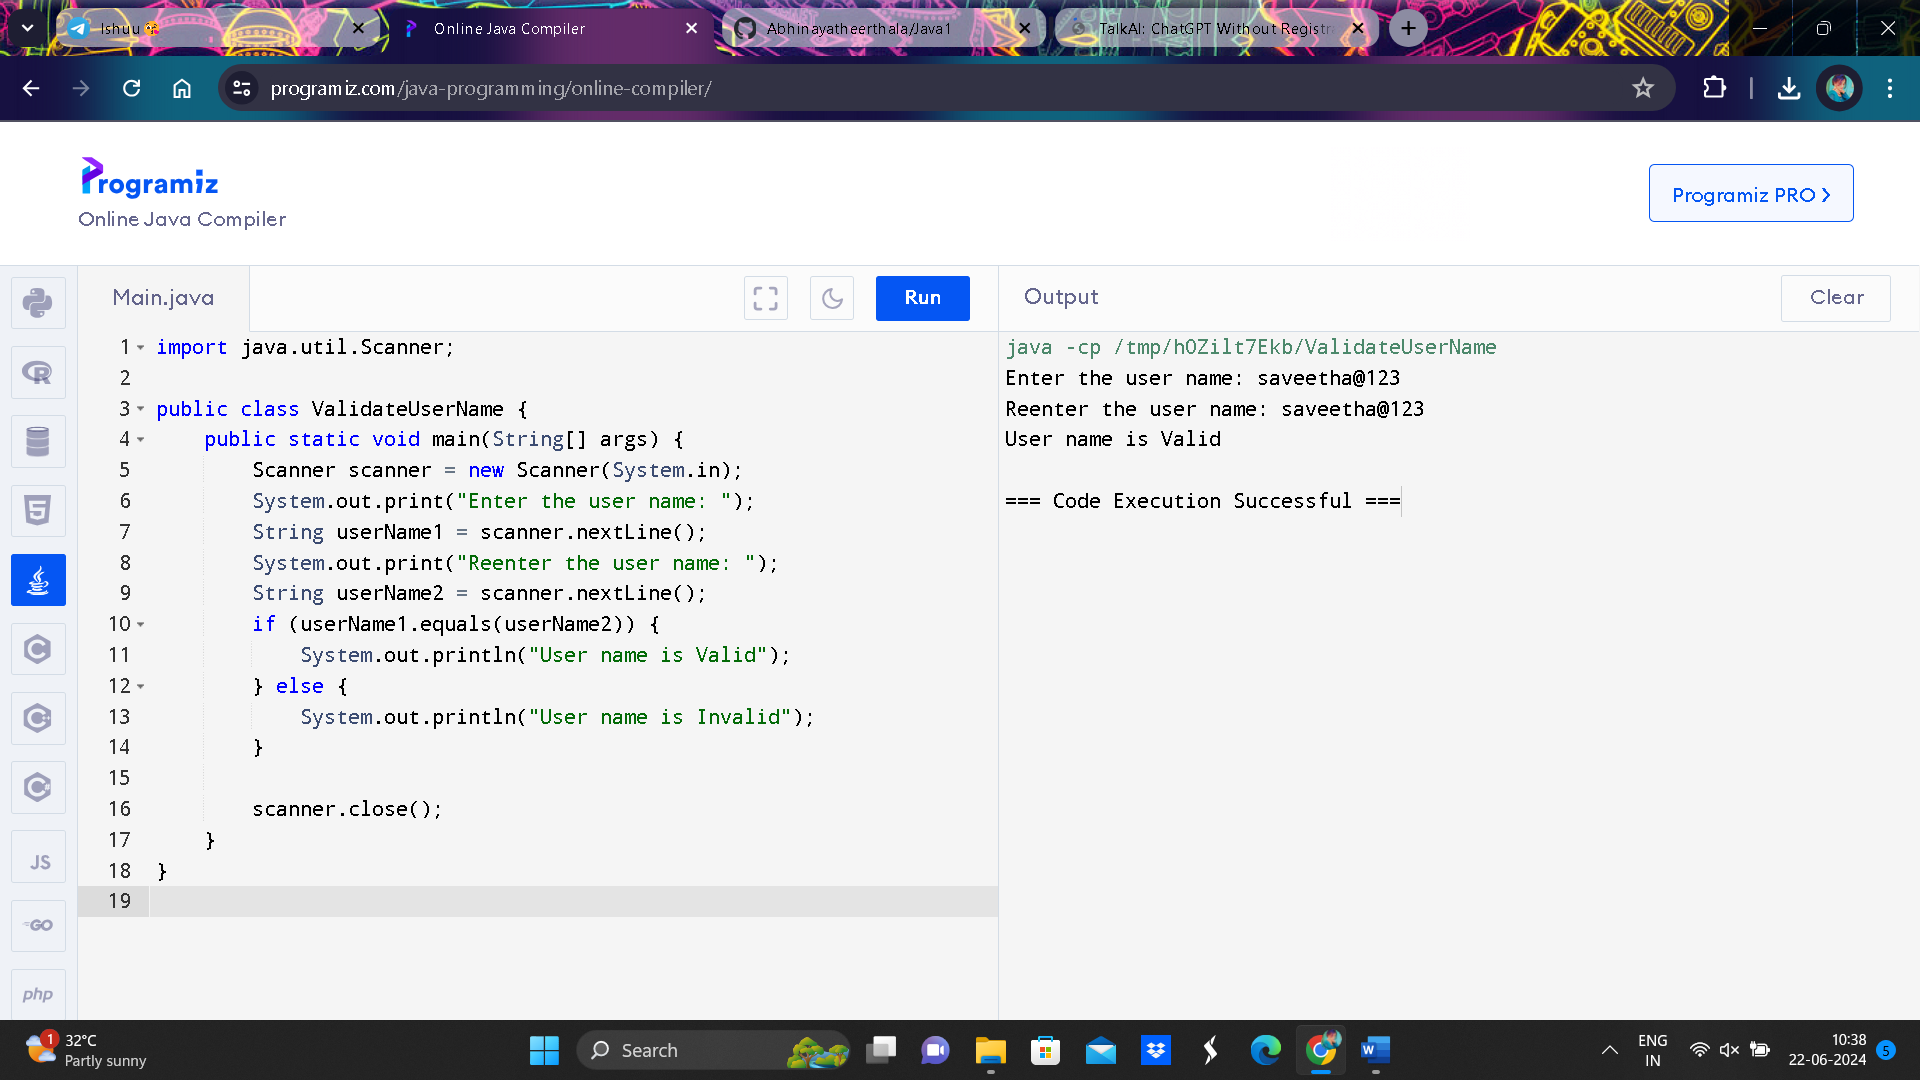 Ishuu
Online Java Compiler
Abhinayatheerthala/Java1
TalkAI: ChatGPT Without Registr
programiz.com/java-programming/online-compiler/
Programiz
Online Java Compiler
Programiz PRO
Main.java
Run
Output
Clear
1 import java.util.Scanner;
2
3 public class ValidateUserName {
4 public static void main(String[] args) {
5 Scanner scanner = new Scanner(System.in);
6 System.out.print("Enter the user name: ");
7 String userName1 = scanner.nextLine();
8 System.out.print("Reenter the user name: ");
9 String userName2 = scanner.nextLine();
10 if (userName1.equals(userName2)) {
11 System.out.println("User name is Valid");
12 } else {
13 System.out.println("User name is Invalid");
14 }
15
16 scanner.close();
17 }
18 }
19
java -cp /tmp/hOZilt7Ekb/ValidateUserName
Enter the user name: saveetha@123
Reenter the user name: saveetha@123
User name is Valid
=== Code Execution Successful ===
R
5
C
C++
C#
JS
GO
php
1
32°C
Partly sunny
Search
W
ENG
IN
10:38
22-06-2024
5